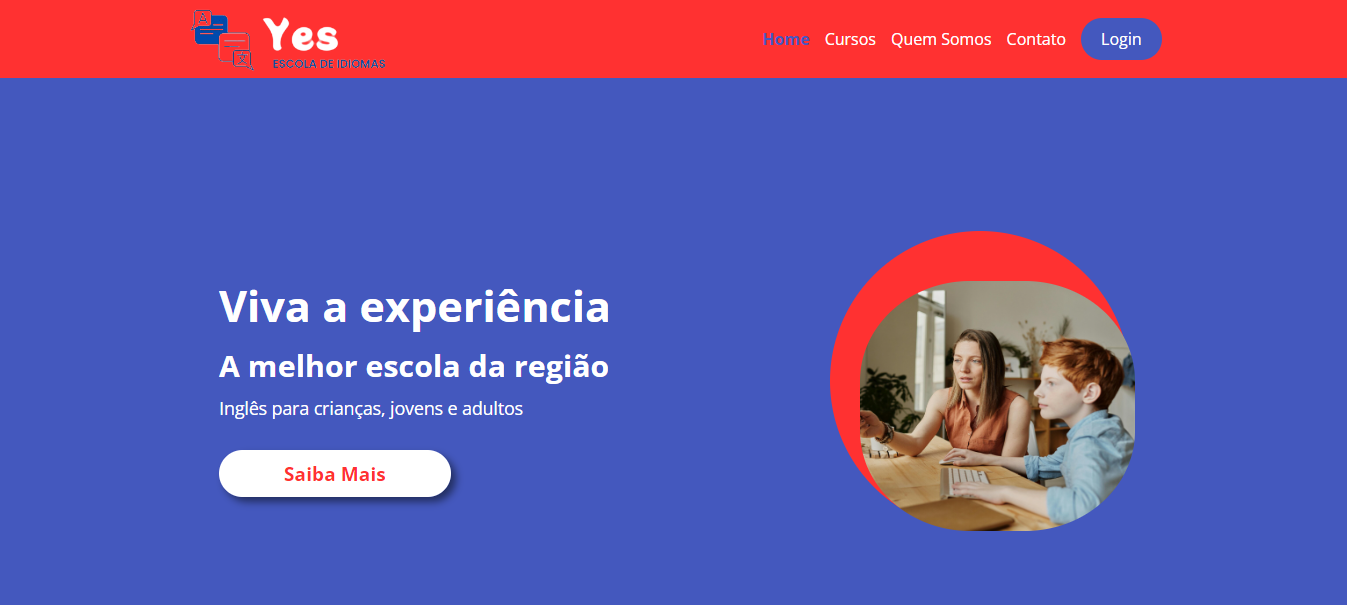 A
Yes
ESCOLA DE IDIOMAS
Home Cursos Quem Somos Contato Login
Viva a experiência
A melhor escola da região
Inglês para crianças, jovens e adultos
Saiba Mais